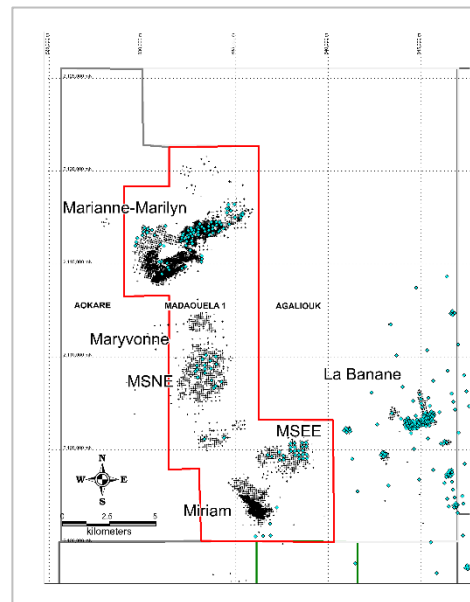 Marianne-Marilyn
AOKARE
MADAOUELA 1
AGALIOUK
Maryvonne
La Banane
MSNE
MSEE
N
W
E
S
Miriam
0
2.5
5
kilometers